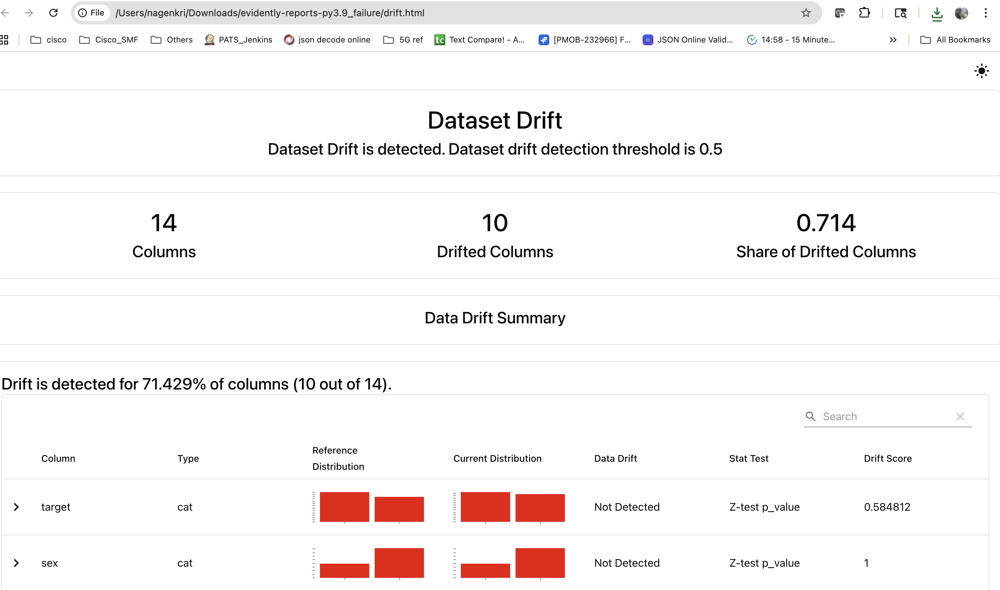 File /Users/nagenkri/Downloads/evidently-reports-py3.9_failure/drift.html
cisco Cisco_SMF Others PATS_Jenkins json decode online 5G ref tc Text Compare! - A... [PMOB-232966] F... JSON Online Valid... 14:58 - 15 Minute... » All Bookmarks
Dataset Drift
Dataset Drift is detected. Dataset drift detection threshold is 0.5
14 10 0.714
Columns Drifted Columns Share of Drifted Columns
Data Drift Summary
Drift is detected for 71.429% of columns (10 out of 14).
Search
Column Type Reference Distribution Current Distribution Data Drift Stat Test Drift Score
target cat Not Detected Z-test p_value 0.584812
sex cat Not Detected Z-test p_value 1